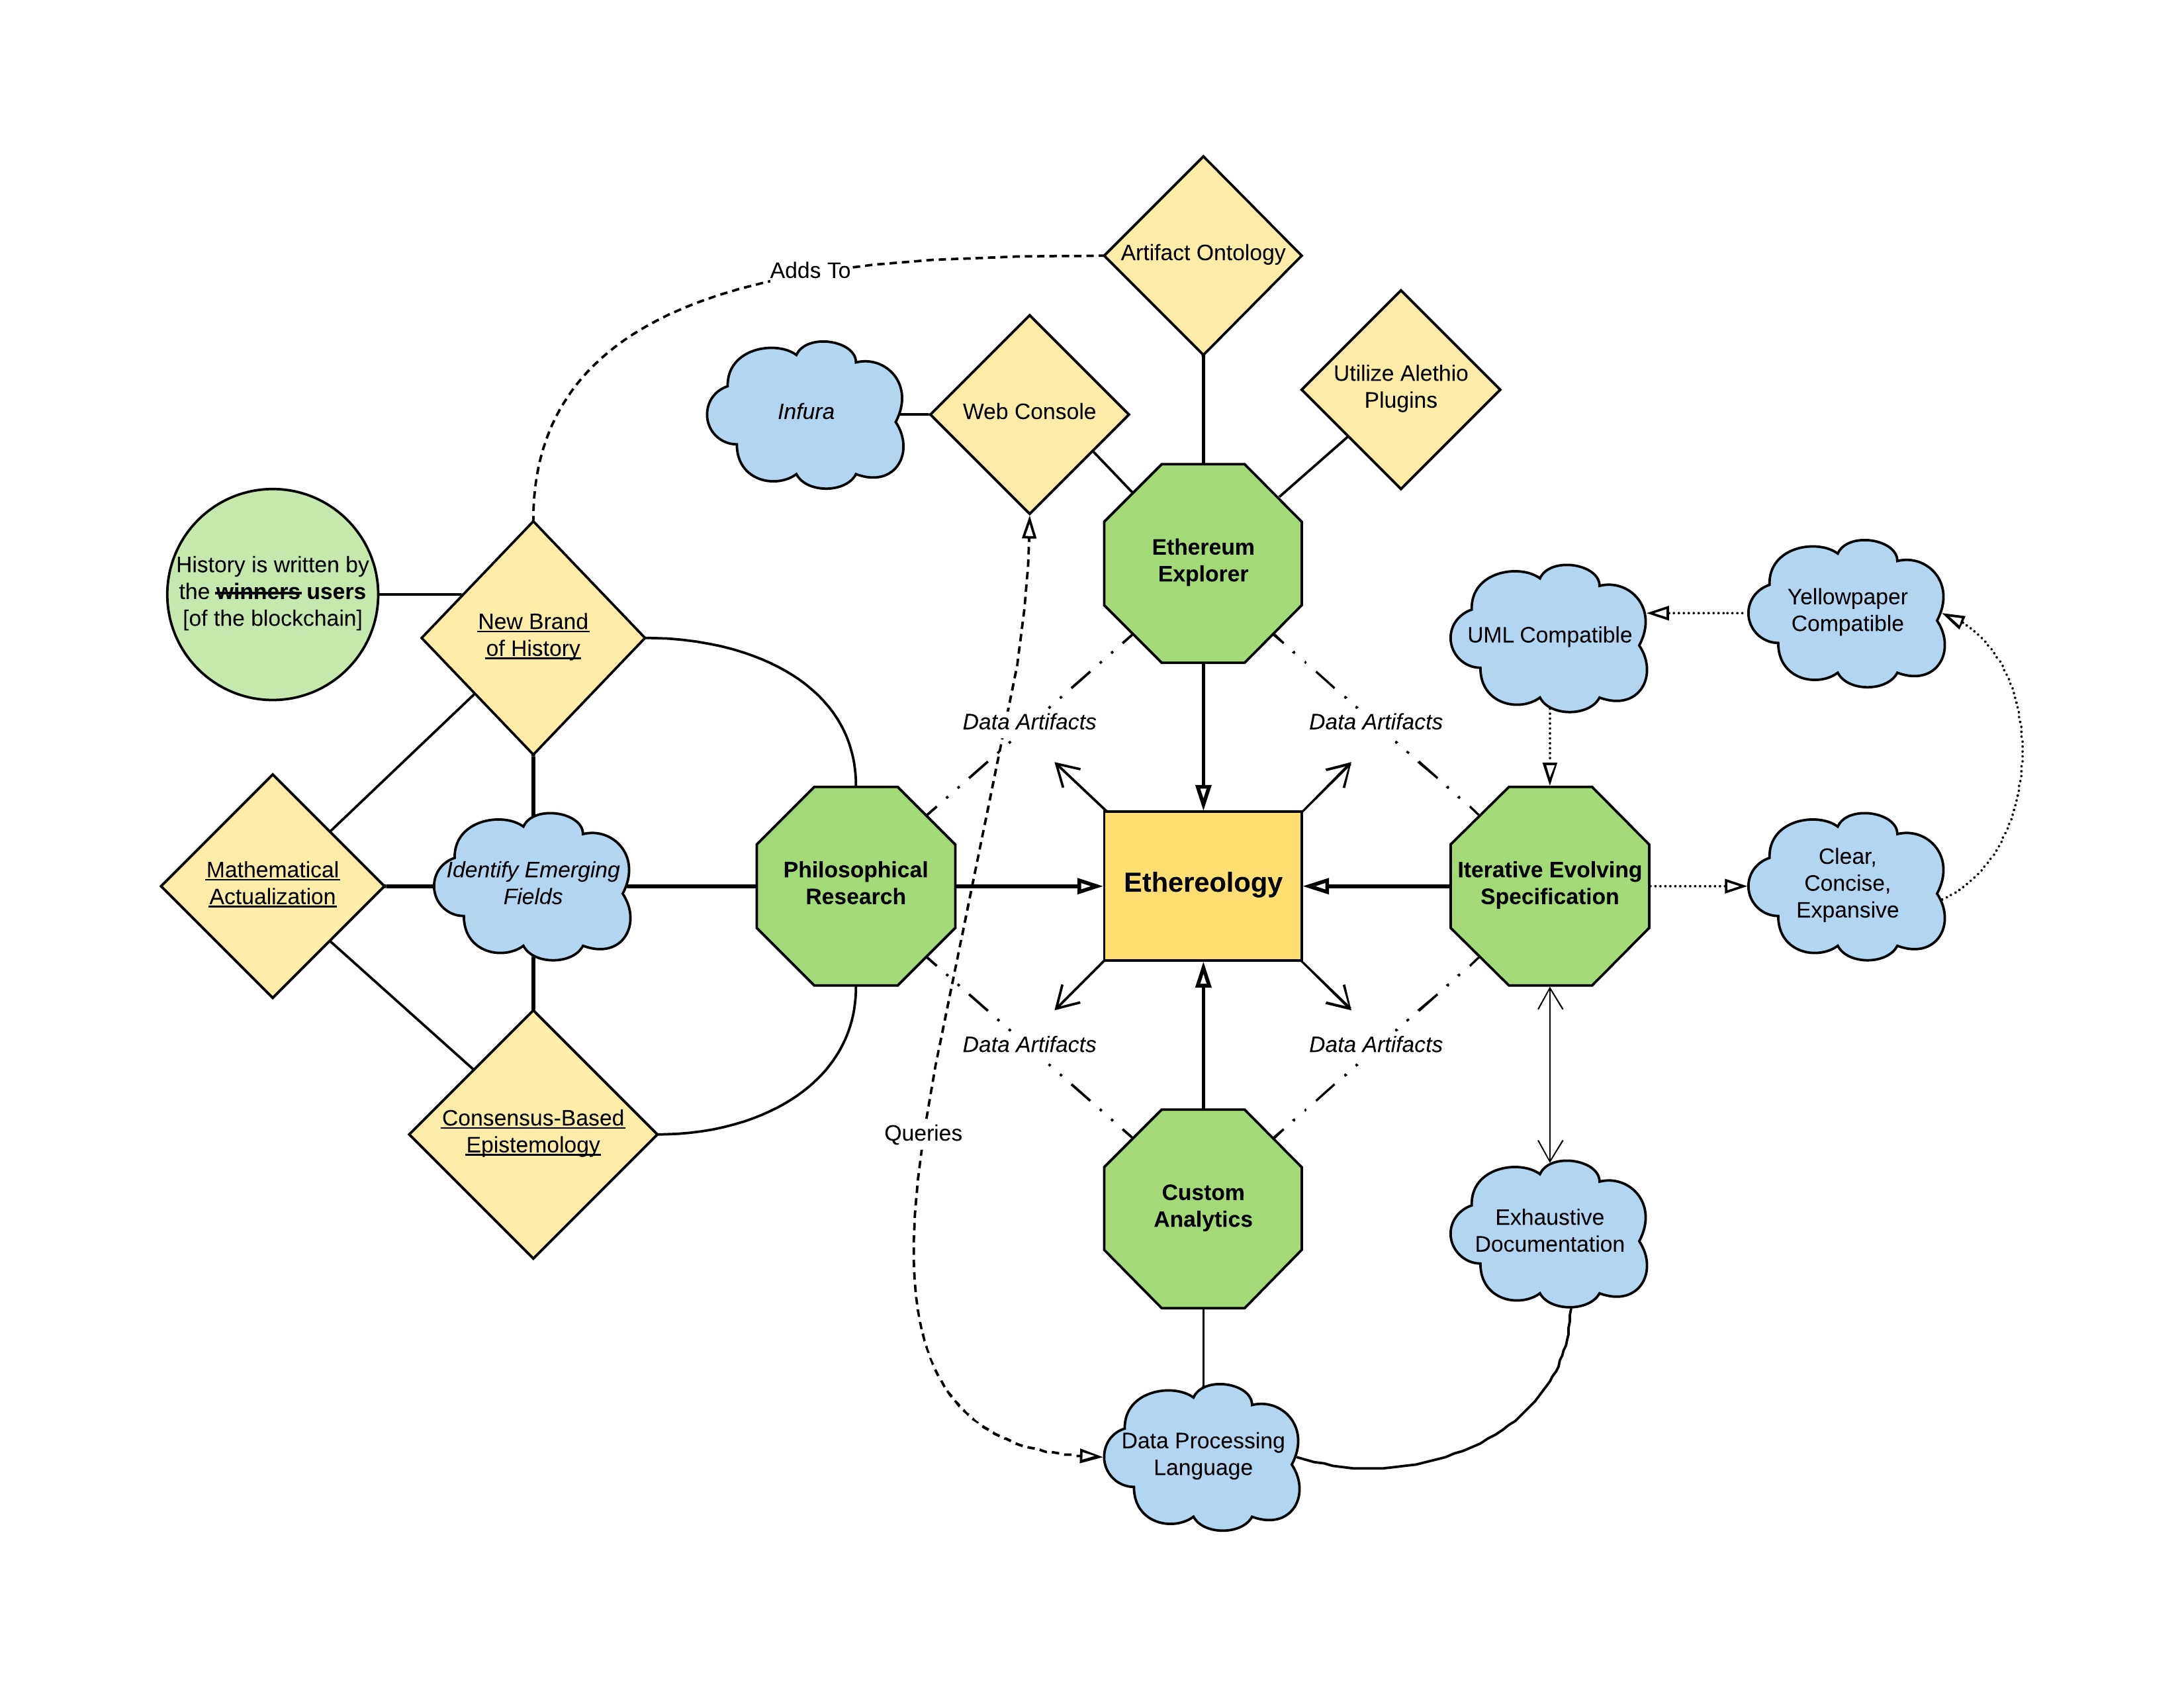 Artifact Ontology
Adds To
Utilize Alethio
Plugins
Infura
Web Console
Ethereum
Explorer
History is written by
the winners users
[of the blockchain]
New Brand
of History
UML Compatible
Yellowpaper
Compatible
Data Artifacts
Data Artifacts
Mathematical
Actualization
Identify Emerging
Fields
Philosophical
Research
Ethereology
Iterative Evolving
Specification
Clear,
Concise,
Expansive
Data Artifacts
Data Artifacts
Consensus-Based
Epistemology
Queries
Custom
Analytics
Exhaustive
Documentation
Data Processing
Language